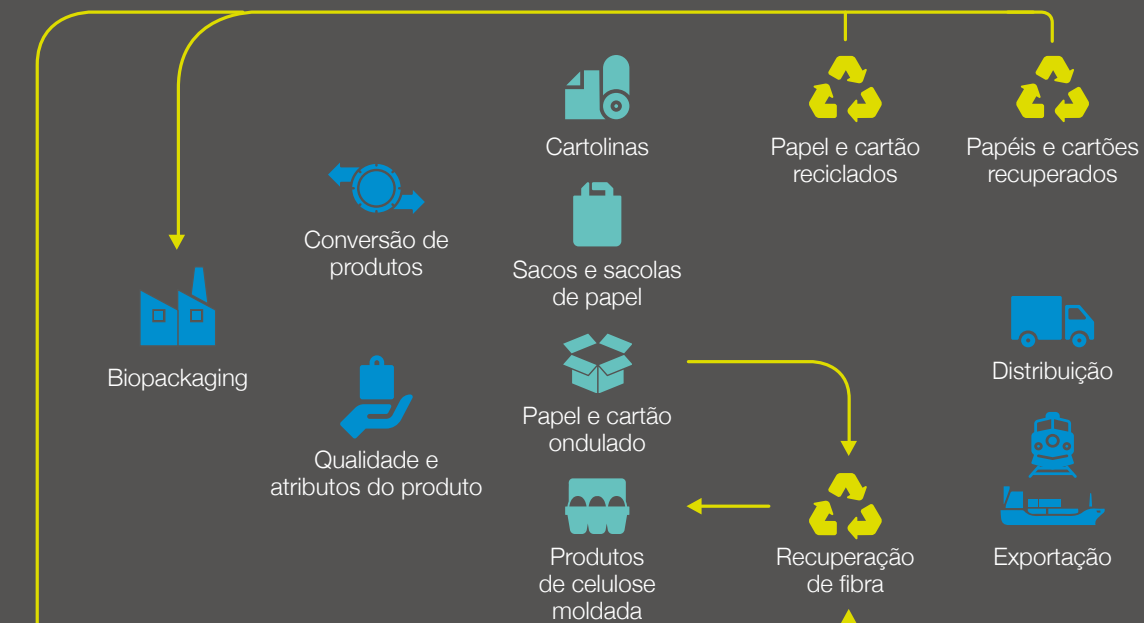 Cartolinas
Papel e cartão
reciclados
Papéis e cartões
recuperados
Conversão de
produtos
Sacos e sacolas
de papel
Biopackaging
Distribuição
Papel e cartão
ondulado
Qualidade e
atributos do produto
Produtos
de celulose
moldada
Recuperação
de fibra
Exportação